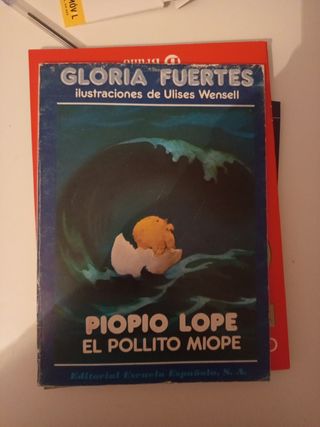 GLORIA FUERTES
ilustraciones de Ulises Wensell
PIOPIO LOPE
EL POLLITO MIOPE
Editorial Escuela Española, S. A.